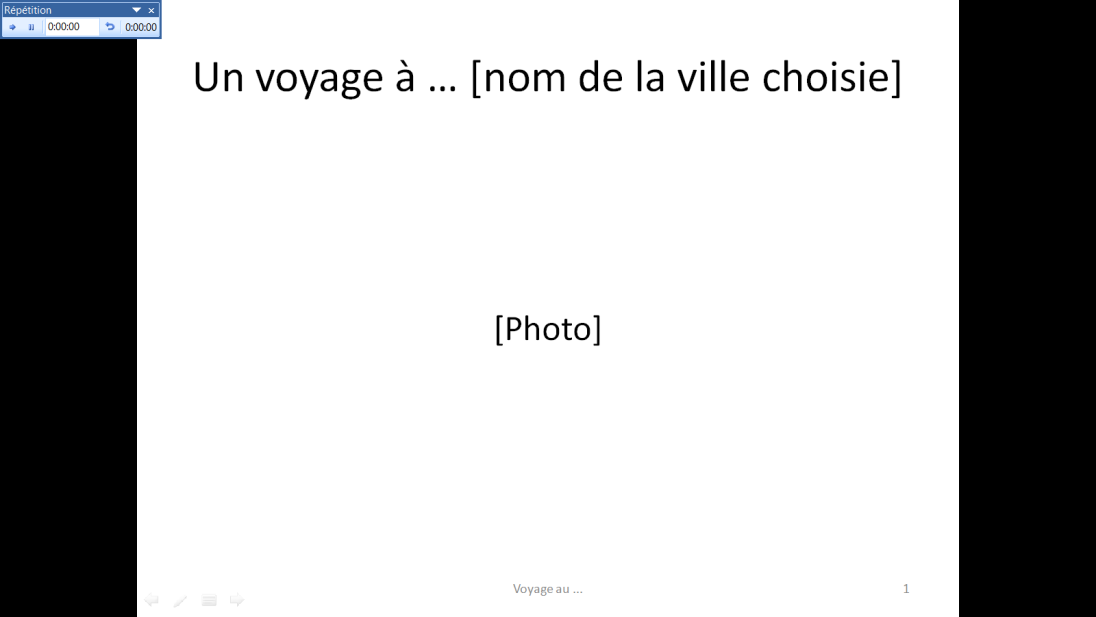 Répétition
0:00:00 0:00:00
Un voyage à ... [nom de la ville choisie]
[Photo]
Voyage au ... 1